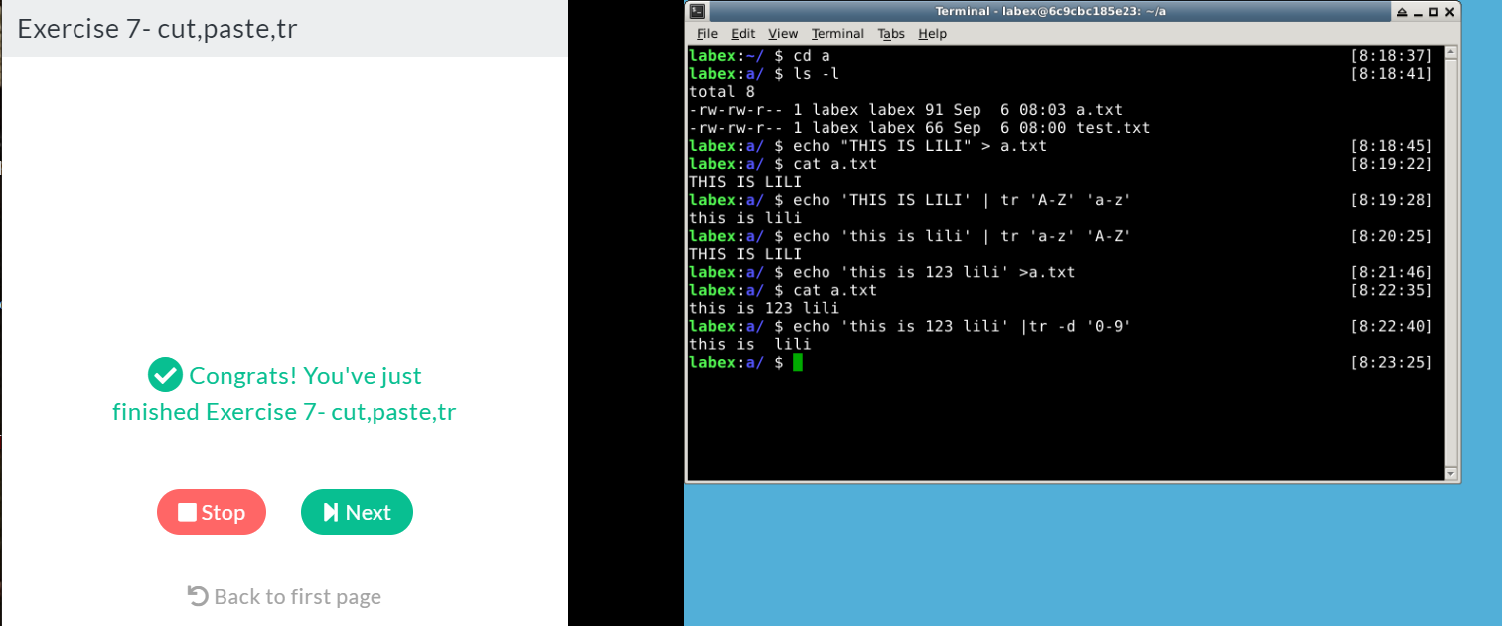 Exercise 7- cut,paste,tr
Congrats! You've just
finished Exercise 7- cut,paste,tr
Stop
Next
Back to first page
Terminal - labex@6c9cbc185e23: ~/a
File Edit View Terminal Tabs Help
labex:~/ $ cd a [8:18:37]
labex:a/ $ ls -l [8:18:41]
total 8
-rw-rw-r-- 1 labex labex 91 Sep  6 08:03 a.txt
-rw-rw-r-- 1 labex labex 66 Sep  6 08:00 test.txt
labex:a/ $ echo "THIS IS LILI" > a.txt [8:18:45]
labex:a/ $ cat a.txt [8:19:22]
THIS IS LILI
labex:a/ $ echo 'THIS IS LILI' | tr 'A-Z' 'a-z' [8:19:28]
this is lili
labex:a/ $ echo 'this is lili' | tr 'a-z' 'A-Z' [8:20:25]
THIS IS LILI
labex:a/ $ echo 'this is 123 lili' >a.txt [8:21:46]
labex:a/ $ cat a.txt [8:22:35]
this is 123 lili
labex:a/ $ echo 'this is 123 lili' |tr -d '0-9' [8:22:40]
this is  lili
labex:a/ $ [8:23:25]